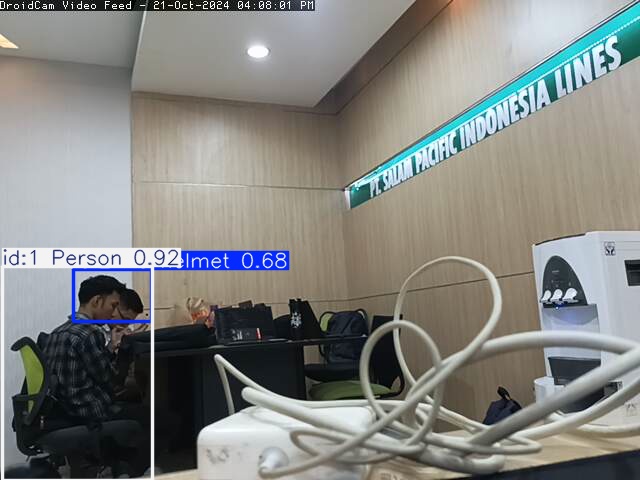 DroidCam Video Feed - 21-Oct-2024 04:08:01 PM
PT. SALAM PACIFIC INDONESIA LINES
id:1 Person 0.92
elmet 0.68